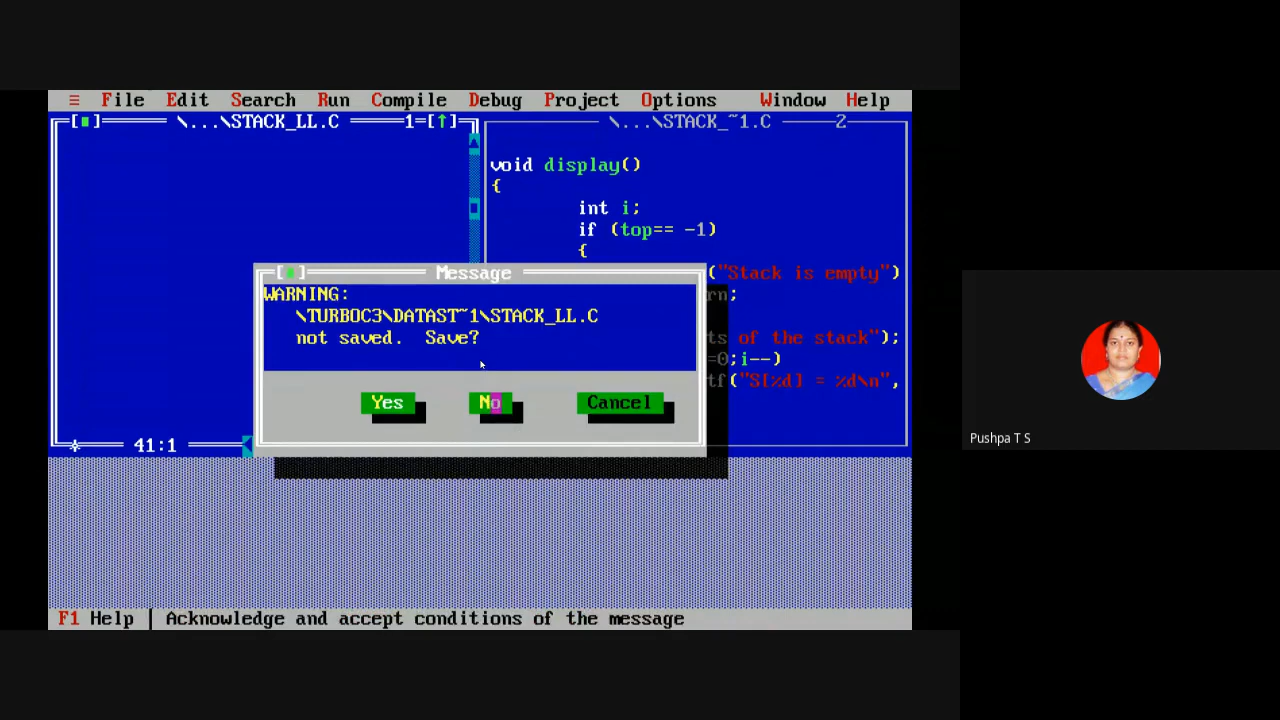 ≡ File Edit Search Run Compile Debug Project Options Window Help
\...\STACK_LL.C 1
\...\STACK_~1.C 2
void display()
{
int i;
if (top== -1)
{
("Stack is empty")
rn;
ts of the stack");
=0;i--)
tf("S[%d] = %d\n",
Message
WARNING:
\TURBOC3\DATAST~1\STACK_LL.C
not saved. Save?
Yes No Cancel
41:1
F1 Help | Acknowledge and accept conditions of the message
Pushpa T S